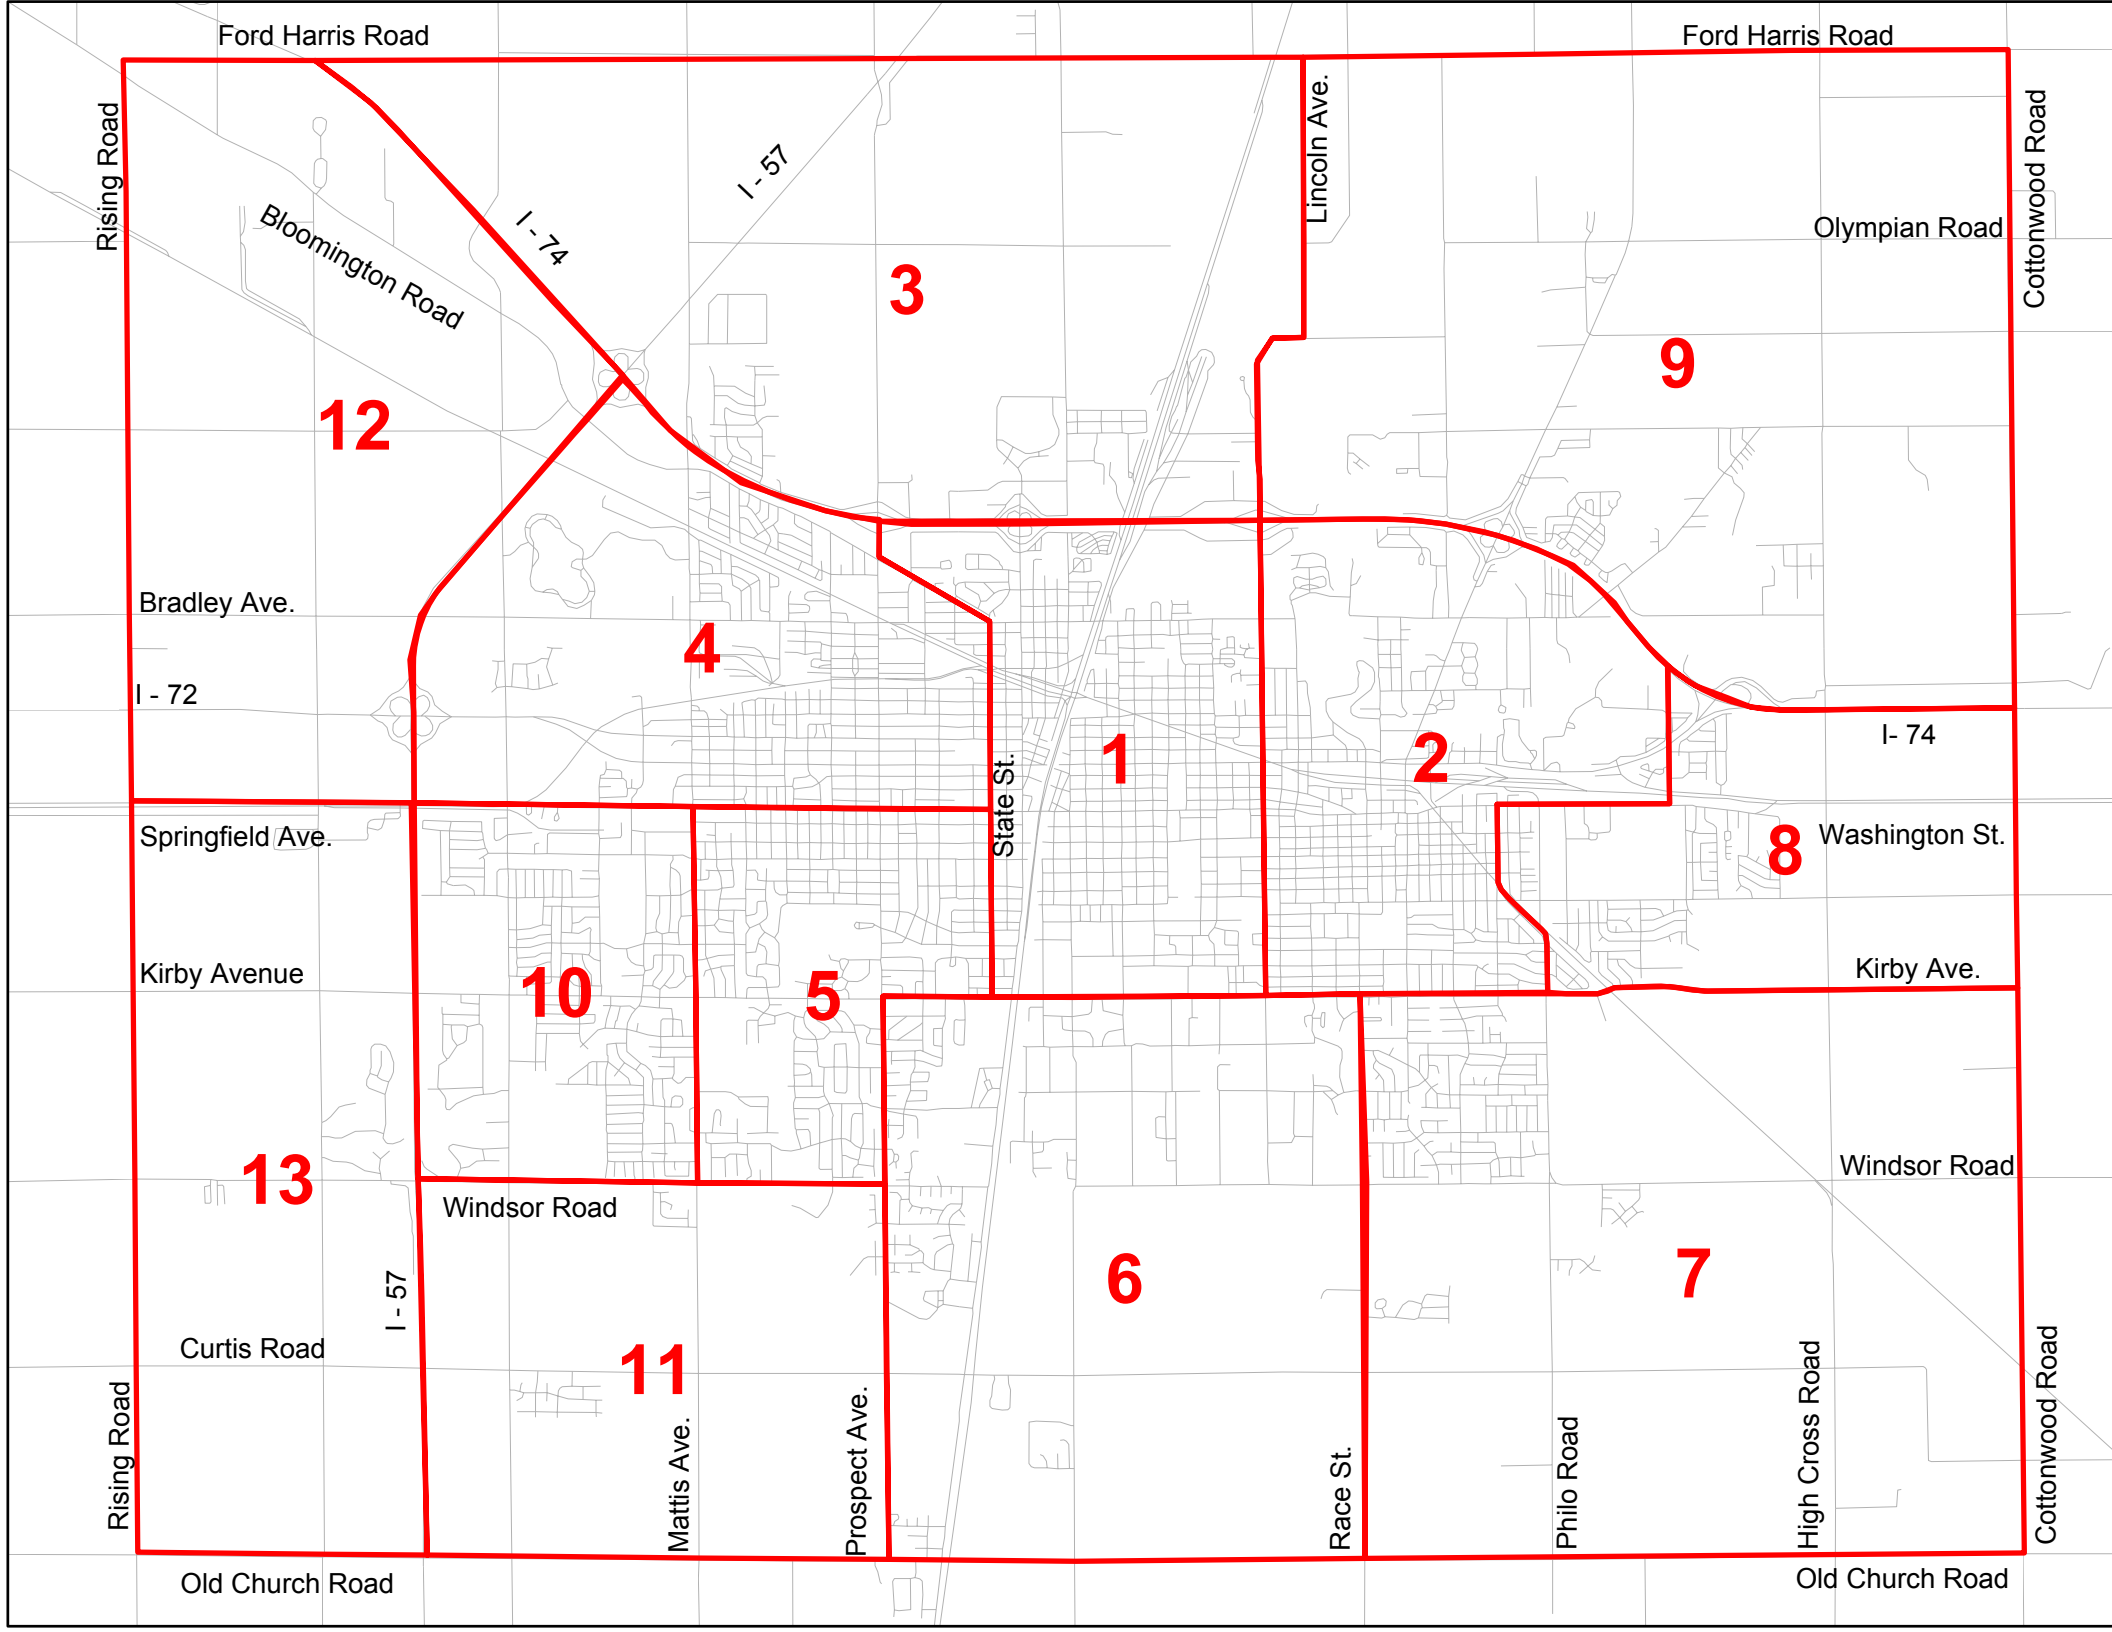 Ford Harris Road
Ford Harris Road
Rising Road
Lincoln Ave.
Cottonwood Road
I - 57
I - 74
Bloomington Road
Olympian Road
3
9
12
Bradley Ave.
4
I - 72
1
2
I- 74
State St.
Springfield Ave.
8
Washington St.
Kirby Avenue
10
5
Kirby Ave.
13
Windsor Road
Windsor Road
6
7
I - 57
Curtis Road
11
Rising Road
Mattis Ave.
Prospect Ave.
Race St.
Philo Road
High Cross Road
Cottonwood Road
Old Church Road
Old Church Road